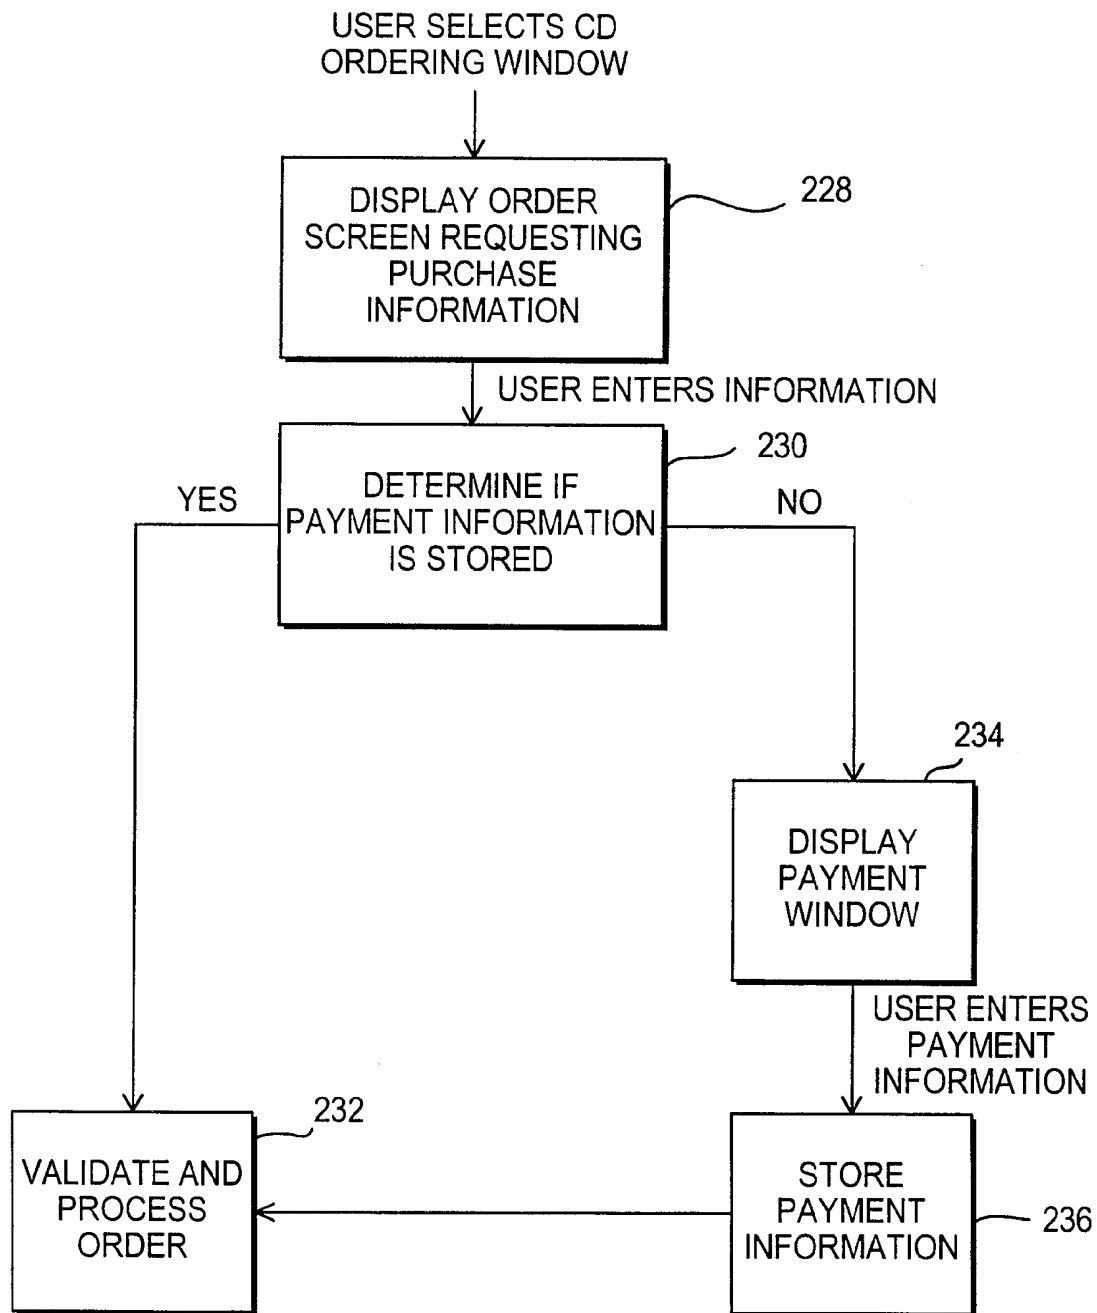 USER SELECTS CD
ORDERING WINDOW
DISPLAY ORDER
SCREEN REQUESTING
PURCHASE
INFORMATION
228
USER ENTERS INFORMATION
230
DETERMINE IF
PAYMENT INFORMATION
IS STORED
YES
NO
234
DISPLAY
PAYMENT
WINDOW
USER ENTERS
PAYMENT
INFORMATION
232
VALIDATE AND
PROCESS
ORDER
STORE
PAYMENT
INFORMATION
236